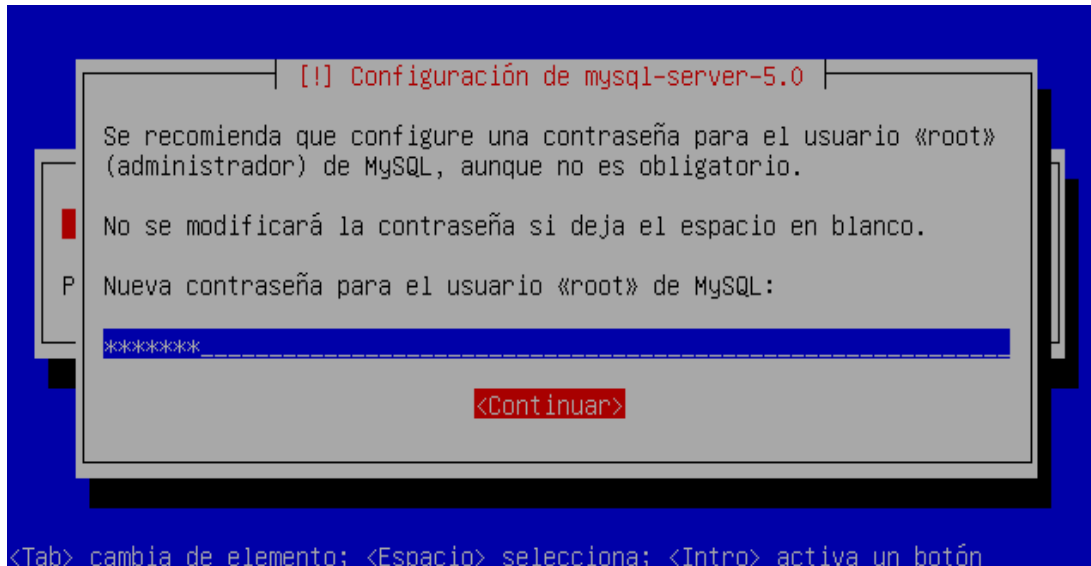 [!] Configuración de mysql-server-5.0
Se recomienda que configure una contraseña para el usuario «root»
(administrador) de MySQL, aunque no es obligatorio.
No se modificará la contraseña si deja el espacio en blanco.
P
Nueva contraseña para el usuario «root» de MySQL:
*******
<Continuar>
<Tab> cambia de elemento; <Espacio> selecciona; <Intro> activa un botón